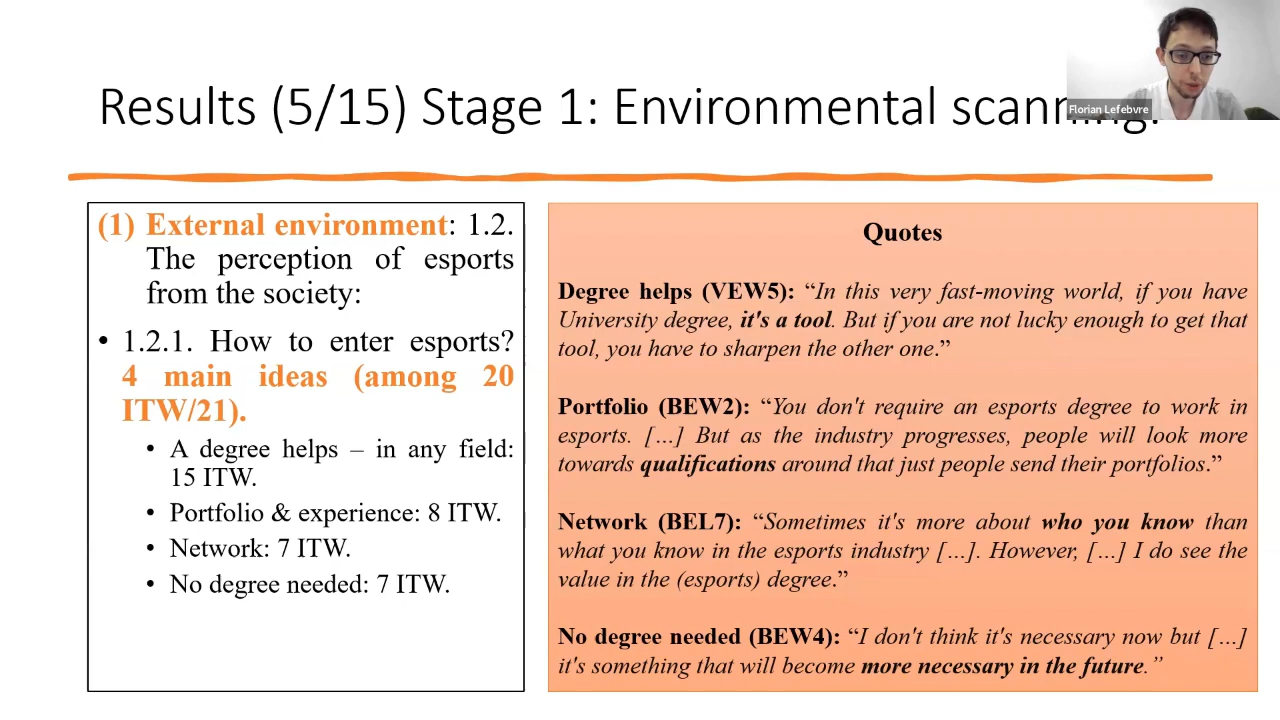 Florian Lefebvre
Results (5/15) Stage 1: Environmental scanning.
(1) External environment: 1.2.
The perception of esports
from the society:
• 1.2.1. How to enter esports?
4 main ideas (among 20
ITW/21).
• A degree helps – in any field:
15 ITW.
• Portfolio & experience: 8 ITW.
• Network: 7 ITW.
• No degree needed: 7 ITW.
Quotes
Degree helps (VEW5): “In this very fast-moving world, if you have
University degree, it's a tool. But if you are not lucky enough to get that
tool, you have to sharpen the other one.”
Portfolio (BEW2): “You don't require an esports degree to work in
esports. […] But as the industry progresses, people will look more
towards qualifications around that just people send their portfolios.”
Network (BEL7): “Sometimes it's more about who you know than
what you know in the esports industry […]. However, […] I do see the
value in the (esports) degree.”
No degree needed (BEW4): “I don't think it's necessary now but […]
it's something that will become more necessary in the future.”